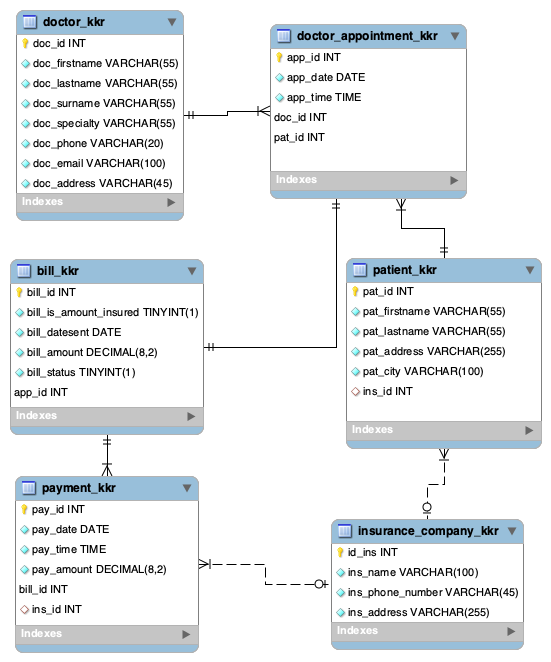 doctor_kkr
doc_id INT
doc_firstname VARCHAR(55)
doc_lastname VARCHAR(55)
doc_surname VARCHAR(55)
doc_specialty VARCHAR(55)
doc_phone VARCHAR(20)
doc_email VARCHAR(100)
doc_address VARCHAR(45)
Indexes
doctor_appointment_kkr
app_id INT
app_date DATE
app_time TIME
doc_id INT
pat_id INT
Indexes
bill_kkr
bill_id INT
bill_is_amount_insured TINYINT(1)
bill_datesent DATE
bill_amount DECIMAL(8,2)
bill_status TINYINT(1)
app_id INT
Indexes
patient_kkr
pat_id INT
pat_firstname VARCHAR(55)
pat_lastname VARCHAR(55)
pat_address VARCHAR(255)
pat_city VARCHAR(100)
ins_id INT
Indexes
payment_kkr
pay_id INT
pay_date DATE
pay_time TIME
pay_amount DECIMAL(8,2)
bill_id INT
ins_id INT
Indexes
insurance_company_kkr
id_ins INT
ins_name VARCHAR(100)
ins_phone_number VARCHAR(45)
ins_address VARCHAR(255)
Indexes